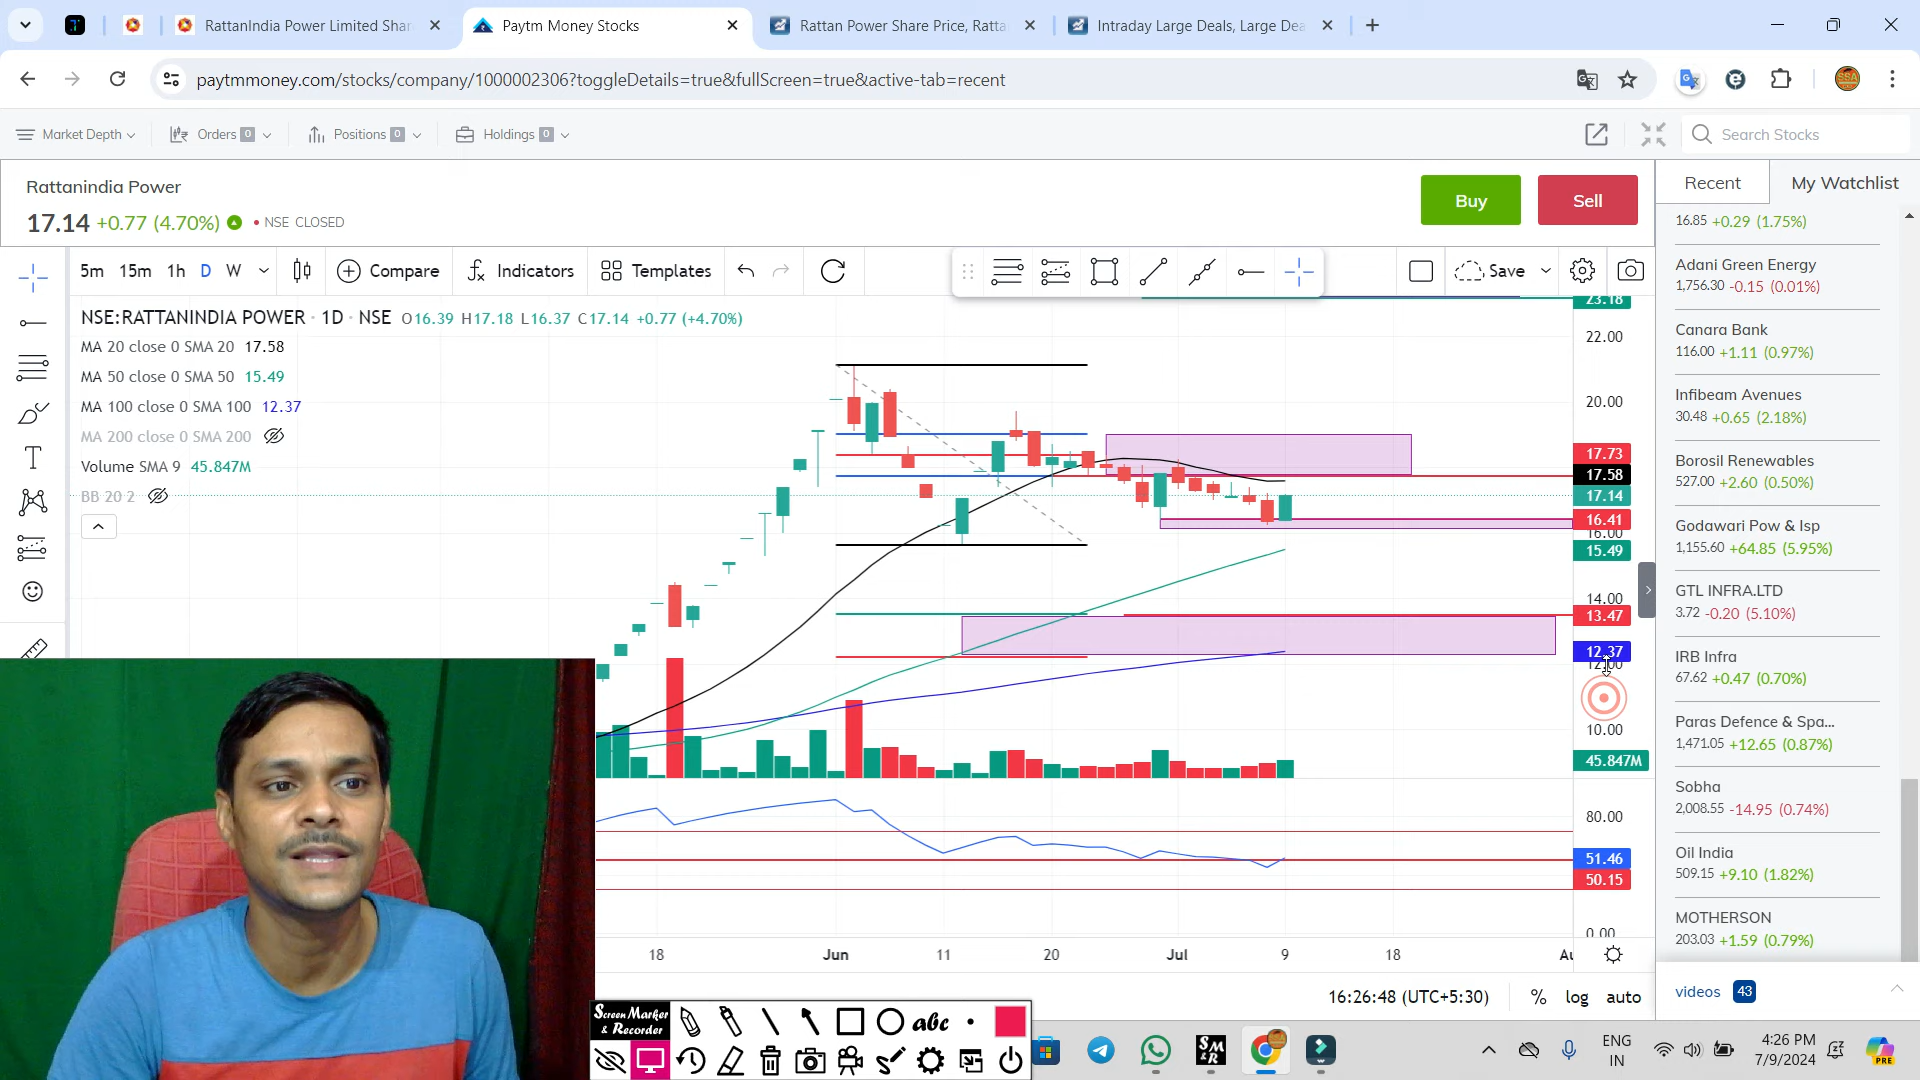 RattanIndia Power Limited Shar
Paytm Money Stocks
Rattan Power Share Price, Ratta
Intraday Large Deals, Large Dea
paytmmoney.com/stocks/company/1000002306?toggleDetails=true&fullScreen=true&active-tab=recent
Market Depth
Orders 0
Positions 0
Holdings 0
Search Stocks
Rattanindia Power
17.14 +0.77 (4.70%) • NSE CLOSED
Buy
Sell
Recent
My Watchlist
5m 15m 1h D W
Compare
Indicators
Templates
Save
NSE:RATTANINDIA POWER · 1D · NSE O16.39 H17.18 L16.37 C17.14 +0.77 (+4.70%)
MA 20 close 0 SMA 20 17.58
MA 50 close 0 SMA 50 15.49
MA 100 close 0 SMA 100 12.37
MA 200 close 0 SMA 200
Volume SMA 9 45.847M
BB 20 2
23.18
22.00
20.00
17.73
17.58
17.14
16.41
16.00
15.49
14.00
13.47
12.37
12.00
10.00
45.847M
80.00
51.46
50.15
0.00
18 Jun 11 20 Jul 9 18 Au
16:26:48 (UTC+5:30) % log auto
16.85 +0.29 (1.75%)
Adani Green Energy
1,756.30 -0.15 (0.01%)
Canara Bank
116.00 +1.11 (0.97%)
Infibeam Avenues
30.48 +0.65 (2.18%)
Borosil Renewables
527.00 +2.60 (0.50%)
Godawari Pow & Isp
1,155.60 +64.85 (5.95%)
GTL INFRA.LTD
3.72 -0.20 (5.10%)
IRB Infra
67.62 +0.47 (0.70%)
Paras Defence & Spa...
1,471.05 +12.65 (0.87%)
Sobha
2,008.55 -14.95 (0.74%)
Oil India
509.15 +9.10 (1.82%)
MOTHERSON
203.03 +1.59 (0.79%)
videos 43
Screen Marker
& Recorder
abc
SM
&R
ENG
IN
4:26 PM
7/9/2024
PRE